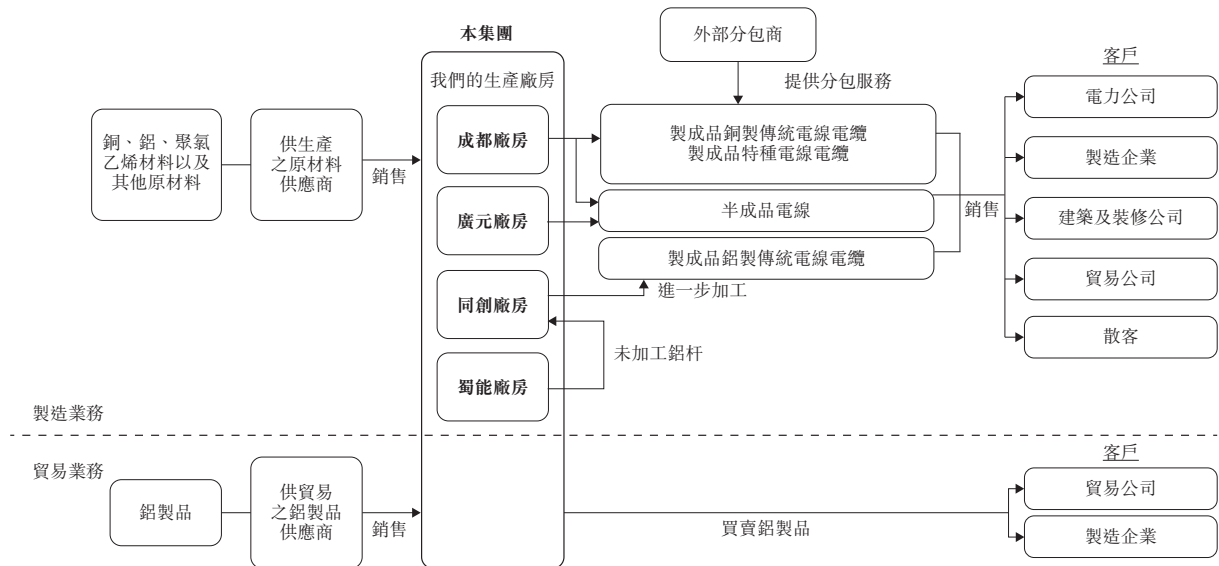 本集團
外部分包商
客戶
我們的生產廠房
提供分包服務
電力公司
銅、鋁、聚氯
乙烯材料以及
其他原材料
供生產
之原材料
供應商
銷售
成都廠房
製成品銅製傳統電線電纜
製成品特種電線電纜
製造企業
廣元廠房
半成品電線
銷售
建築及裝修公司
製成品鋁製傳統電線電纜
同創廠房
進一步加工
貿易公司
未加工鋁杆
散客
蜀能廠房
製造業務
貿易業務
客戶
鋁製品
供貿易
之鋁製品
供應商
銷售
買賣鋁製品
貿易公司
製造企業